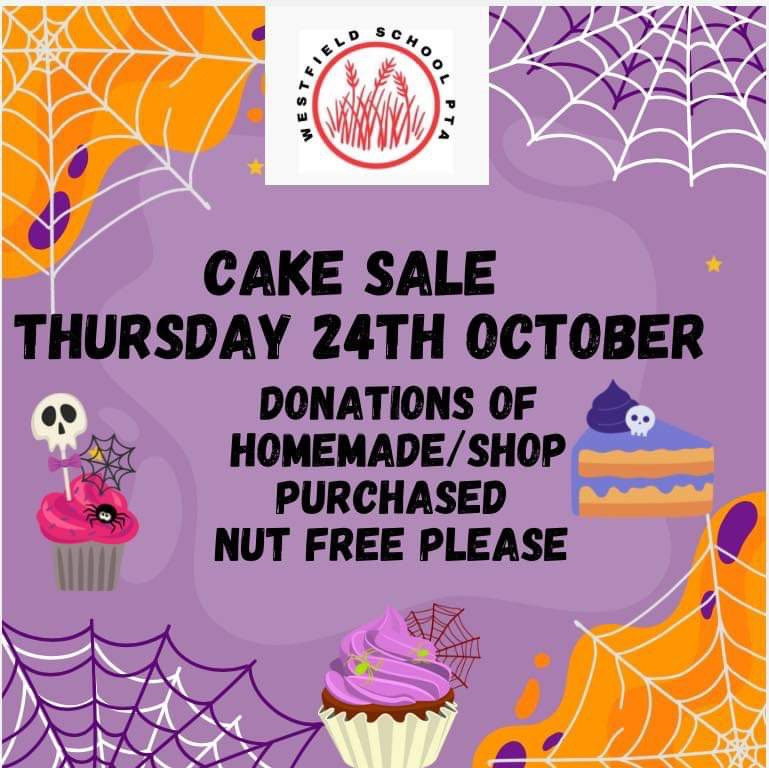 WESTFIELD SCHOOL PTA
CAKE SALE
THURSDAY 24TH OCTOBER
DONATIONS OF
HOMEMADE/SHOP
PURCHASED
NUT FREE PLEASE